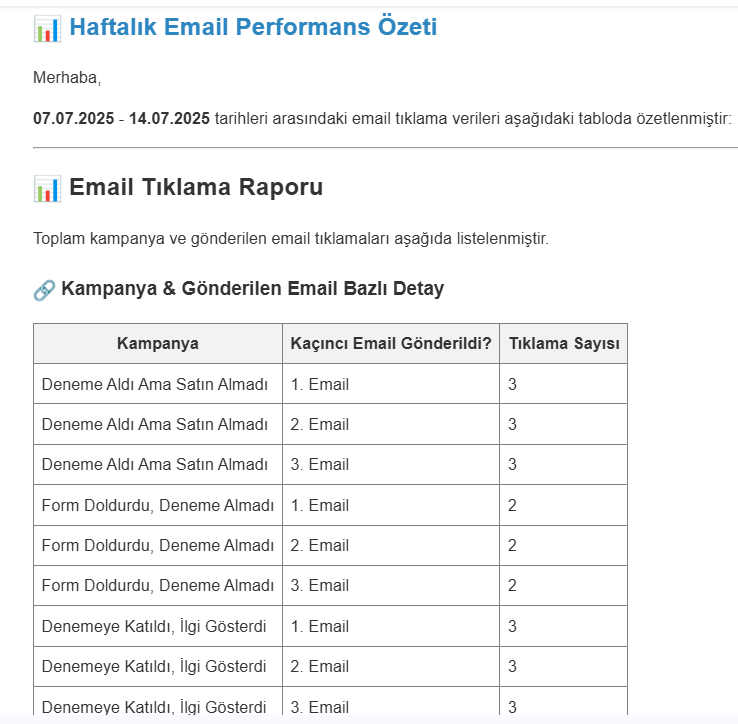 📊 Haftalık Email Performans Özeti
Merhaba,
07.07.2025 - 14.07.2025 tarihleri arasındaki email tıklama verileri aşağıdaki tabloda özetlenmiştir:
📊 Email Tıklama Raporu
Toplam kampanya ve gönderilen email tıklamaları aşağıda listelenmiştir.
🔗 Kampanya & Gönderilen Email Bazlı Detay
Kampanya Kaçıncı Email Gönderildi? Tıklama Sayısı
Deneme Aldı Ama Satın Almadı 1. Email 3
Deneme Aldı Ama Satın Almadı 2. Email 3
Deneme Aldı Ama Satın Almadı 3. Email 3
Form Doldurdu, Deneme Almadı 1. Email 2
Form Doldurdu, Deneme Almadı 2. Email 2
Form Doldurdu, Deneme Almadı 3. Email 2
Denemeye Katıldı, İlgi Gösterdi 1. Email 3
Denemeye Katıldı, İlgi Gösterdi 2. Email 3
Denemeye Katıldı, İlgi Gösterdi 3. Email 3